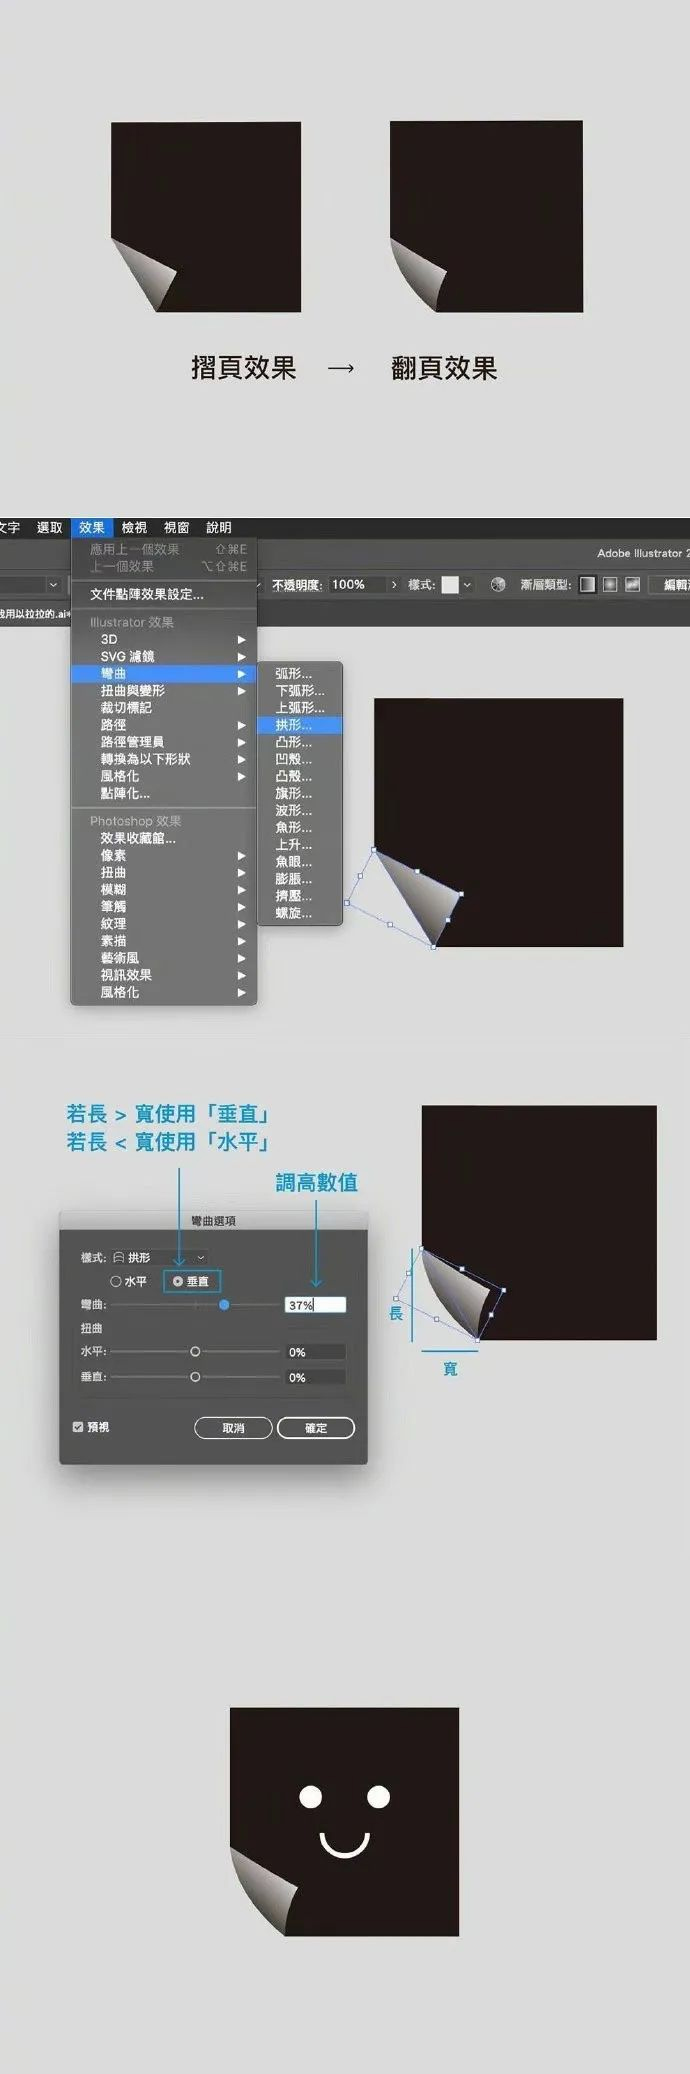 摺頁效果 → 翻頁效果
文字 選取 效果 檢視 視窗 說明
應用上一個效果 ⇧⌘E
上一個效果 ⌥⇧⌘E
Adobe Illustrator 2
文件點陣效果設定...
不透明度: 100% 樣式: 漸層類型: 編輯
用以拉拉的.ai*
Illustrator 效果
3D
SVG 濾鏡
彎曲
扭曲與變形
裁切標記
路徑
路徑管理員
轉換為以下形狀
風格化
點陣化...
Photoshop 效果
效果收藏館...
像素
扭曲
模糊
筆觸
紋理
素描
藝術風
視訊效果
風格化
弧形...
下弧形...
上弧形...
拱形...
凸形...
凹殼...
凸殼...
旗形...
波形...
魚形...
上升...
魚眼...
膨脹...
擠壓...
螺旋...
若長 > 寬使用「垂直」
若長 < 寬使用「水平」
調高數值
彎曲選項
樣式: 拱形
水平 垂直
彎曲: 37%
扭曲
水平: 0%
垂直: 0%
預視 取消 確定
長
寬